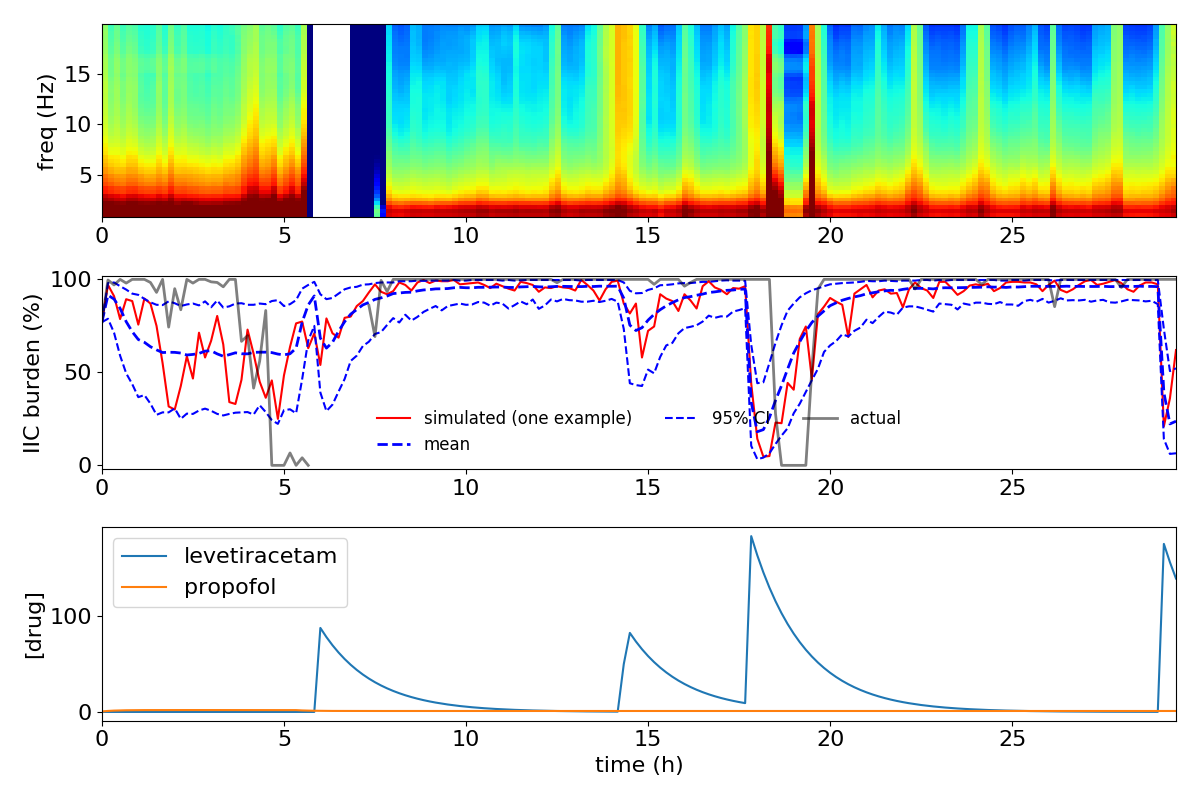 freq (Hz)
15
10
5
0 5 10 15 20 25
IIC burden (%)
100
50
0
simulated (one example)
95% CI
actual
mean
0 5 10 15 20 25
[drug]
100
0
levetiracetam
propofol
0 5 10 15 20 25
time (h)